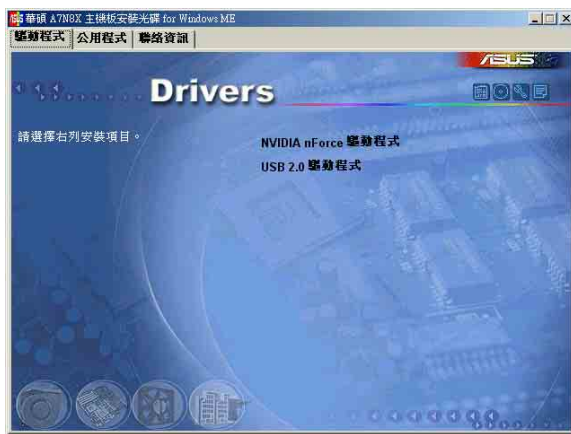 華碩 A7N8X 主機板安裝光碟 for Windows ME
驅動程式 公用程式 聯絡資訊
ASUS
Drivers
請選擇右列安裝項目。
NVIDIA nForce 驅動程式
USB 2.0 驅動程式